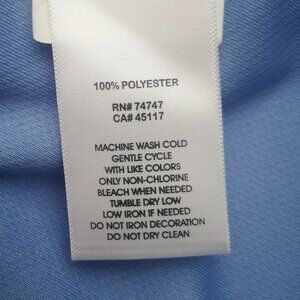 100% POLYESTER
RN# 74747
CA# 45117
MACHINE WASH COLD
GENTLE CYCLE
WITH LIKE COLORS
ONLY NON-CHLORINE
BLEACH WHEN NEEDED
TUMBLE DRY LOW
LOW IRON IF NEEDED
DO NOT IRON DECORATION
DO NOT DRY CLEAN